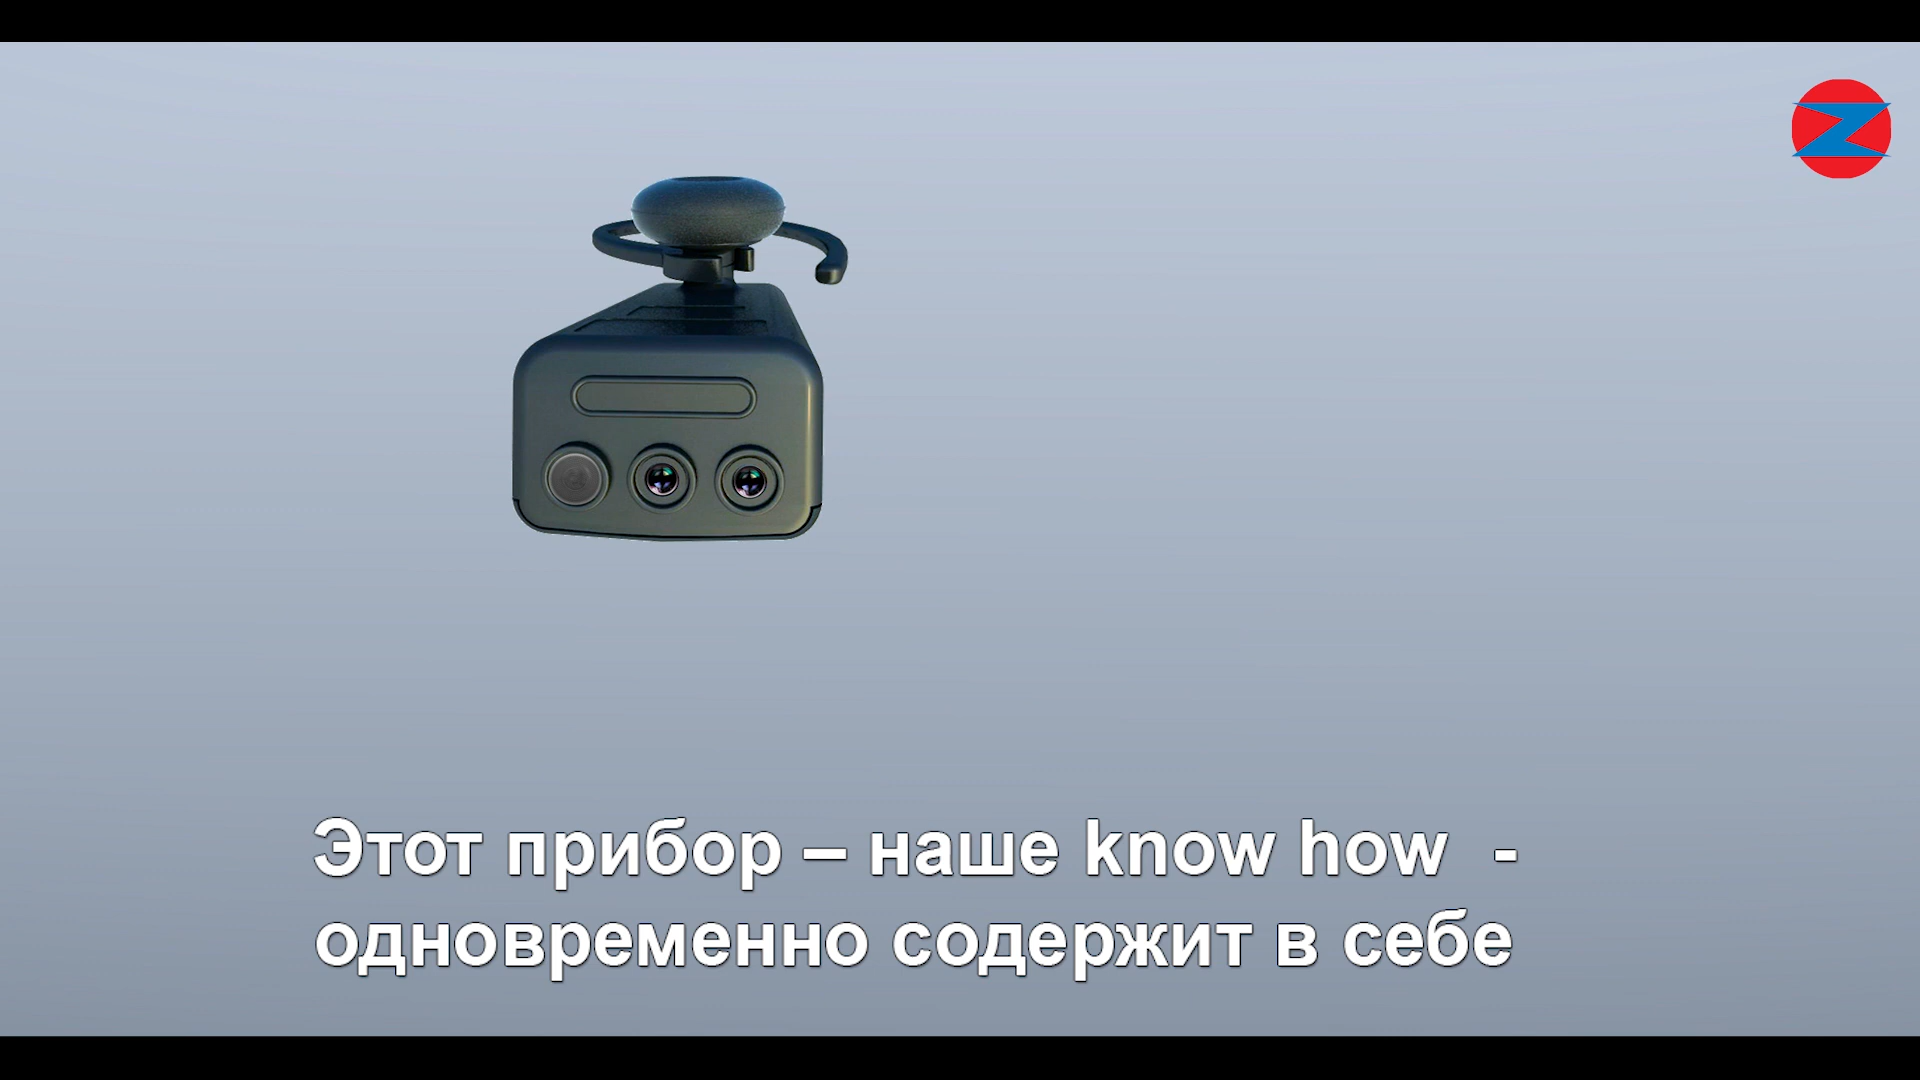 Z
Этот прибор – наше know how -
одновременно содержит в себе